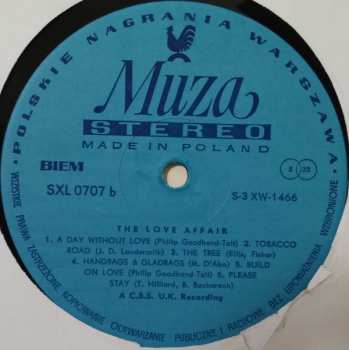 • POLSKIE NAGRANIA WARSZAWA •
Muza
STEREO
MADE IN POLAND
BIEM
SXL 0707 b
S-3 XW-1466
THE LOVE AFFAIR
1. A DAY WITHOUT LOVE (Philip Goodhand-Tait) 2. TOBACCO
ROAD (J. D. Loudermilk) 3. THE TREE (Ellis, Fisher)
4. HANDBAGS & GLADRAGS (M. D'Abo) 5. BUILD
ON LOVE (Philip Goodhand-Tait) 6. PLEASE
STAY (T. Hilliard, B. Bacharach)
A C.B.S. U.K. Recording
WSZELKIE PRAWA ZASTRZEŻONE KOPIOWANIE - ODTWARZANIE - PUBLICZNE I RADIOWE BEZ UPOWAŻNIENIA WZBRONIONE